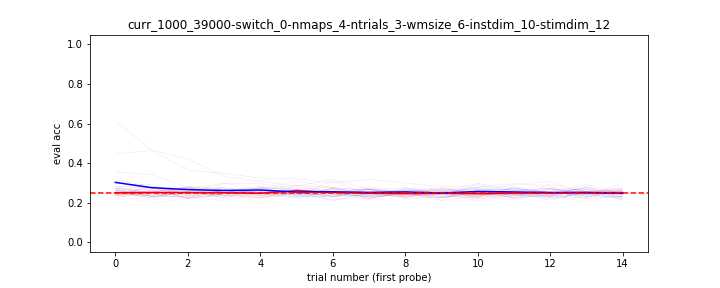 curr_1000_39000-switch_0-nmaps_4-ntrials_3-wmsize_6-instdim_10-stimdim_12
1.0
0.8
0.6
0.4
0.2
0.0
eval acc
0 2 4 6 8 10 12 14
trial number (first probe)